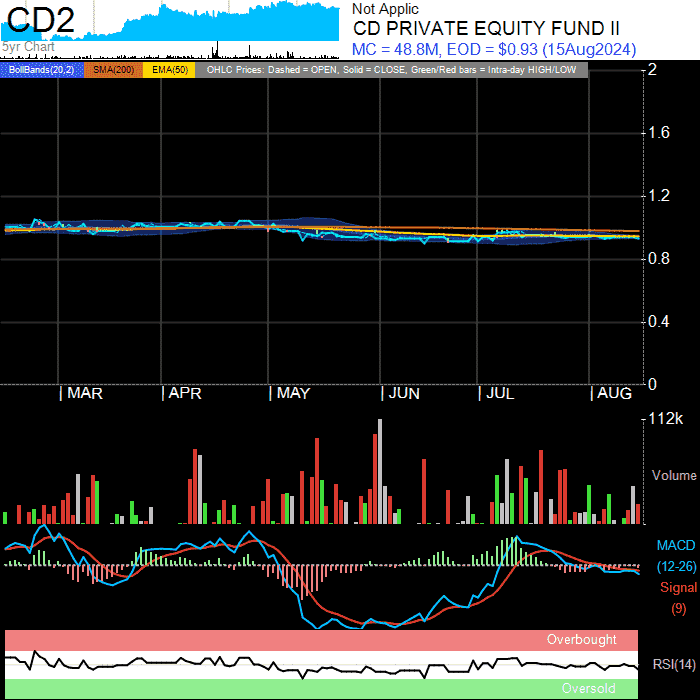 CD2
5yr Chart
Not Applic
CD PRIVATE EQUITY FUND II
MC = 48.8M, EOD = $0.93 (15Aug2024)
BollBands(20,2) SMA(200) EMA(50) OHLC Prices: Dashed = OPEN, Solid = CLOSE, Green/Red bars = Intra-day HIGH/LOW
2
1.6
1.2
0.8
0.4
0
MAR APR MAY JUN JUL AUG
112k
Volume
MACD
(12-26)
Signal
(9)
Overbought
RSI(14)
Oversold